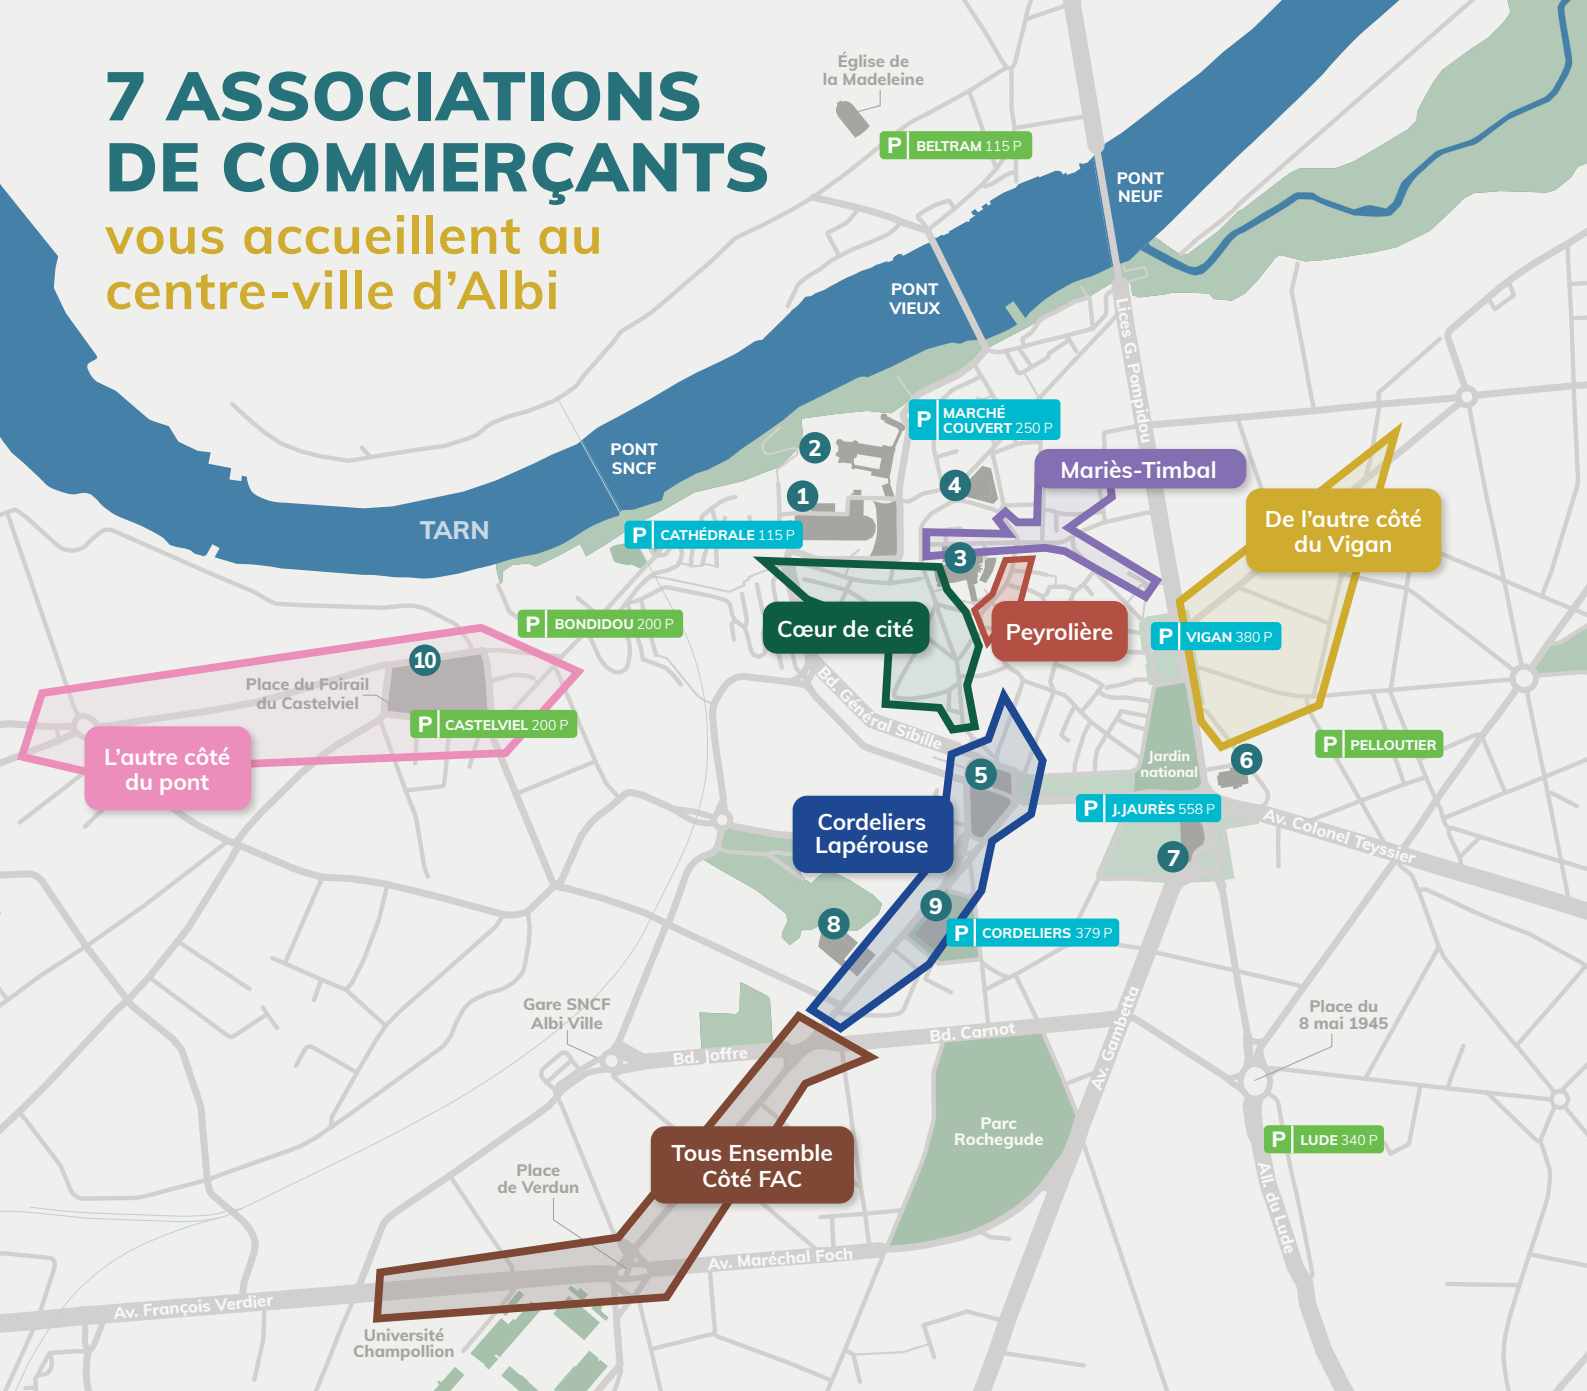 7 ASSOCIATIONS
DE COMMERÇANTS
vous accueillent au
centre-ville d'Albi
Église de
la Madeleine
P BELTRAM 115 P
PONT
NEUF
PONT
VIEUX
Lices G. Pompidou
PONT
SNCF
TARN
P MARCHÉ
COUVERT 250 P
2
1
4
Mariès-Timbal
P CATHÉDRALE 115 P
De l'autre côté
du Vigan
3
P BONDIDOU 200 P
Cœur de cité
Peyrolière
P VIGAN 380 P
10
Place du Foirail
du Castelviel
P CASTELVIEL 200 P
L'autre côté
du pont
Bd. Général Sibille
P PELLOUTIER
Jardin
national
6
5
P J.JAURÈS 558 P
Cordeliers
Lapérouse
Av. Colonel Teyssier
7
9
8
P CORDELIERS 379 P
Gare SNCF
Albi Ville
Place du
8 mai 1945
Bd. Joffre
Bd. Carnot
Av. Gambetta
Parc
Rochegude
P LUDE 340 P
Tous Ensemble
Côté FAC
Place
de Verdun
All. du Lude
Av. Maréchal Foch
Av. François Verdier
Université
Champollion